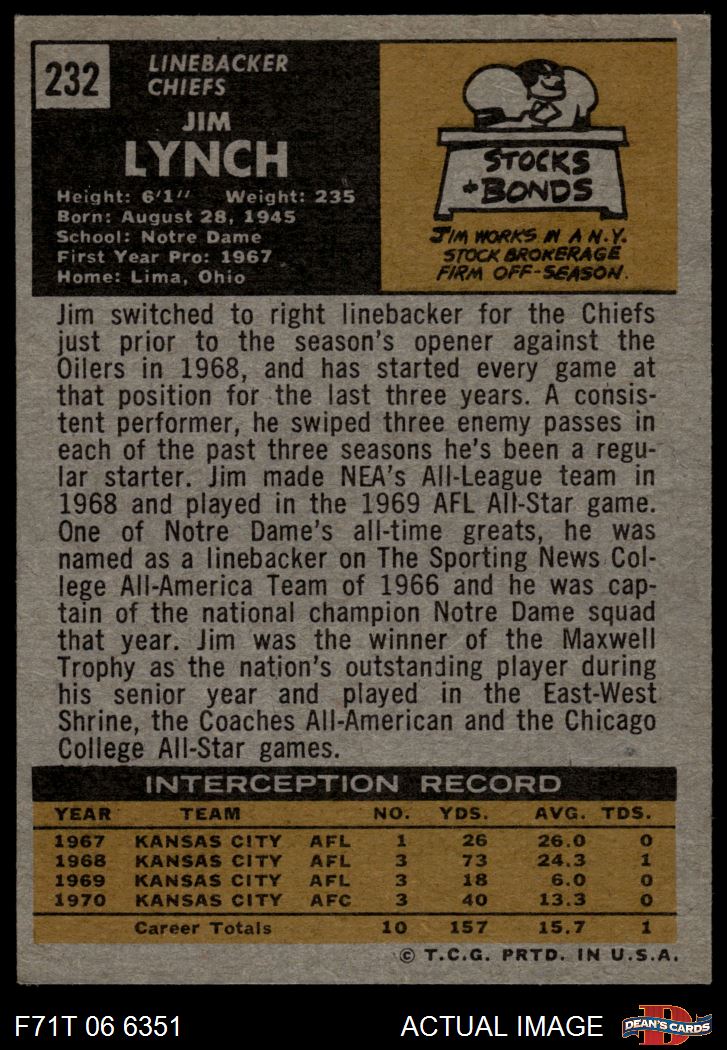 232
LINEBACKER
CHIEFS
JIM
LYNCH
Height: 6'1" Weight: 235
Born: August 28, 1945
School: Notre Dame
First Year Pro: 1967
Home: Lima, Ohio
STOCKS
+ BONDS
JIM WORKS IN A N.Y.
STOCK BROKERAGE
FIRM OFF-SEASON.
Jim switched to right linebacker for the Chiefs
just prior to the season's opener against the
Oilers in 1968, and has started every game at
that position for the last three years. A consis-
tent performer, he swiped three enemy passes in
each of the past three seasons he's been a regu-
lar starter. Jim made NEA's All-League team in
1968 and played in the 1969 AFL All-Star game.
One of Notre Dame's all-time greats, he was
named as a linebacker on The Sporting News Col-
lege All-America Team of 1966 and he was cap-
tain of the national champion Notre Dame squad
that year. Jim was the winner of the Maxwell
Trophy as the nation's outstanding player during
his senior year and played in the East-West
Shrine, the Coaches All-American and the Chicago
College All-Star games.
INTERCEPTION RECORD
YEAR TEAM NO. YDS. AVG. TDS.
1967 KANSAS CITY AFL 1 26 26.0 0
1968 KANSAS CITY AFL 3 73 24.3 1
1969 KANSAS CITY AFL 3 18 6.0 0
1970 KANSAS CITY AFC 3 40 13.3 0
Career Totals 10 157 15.7 1
© T.C.G. PRTD. IN U.S.A.
F71T 06 6351 ACTUAL IMAGE D DEAN'S CARDS